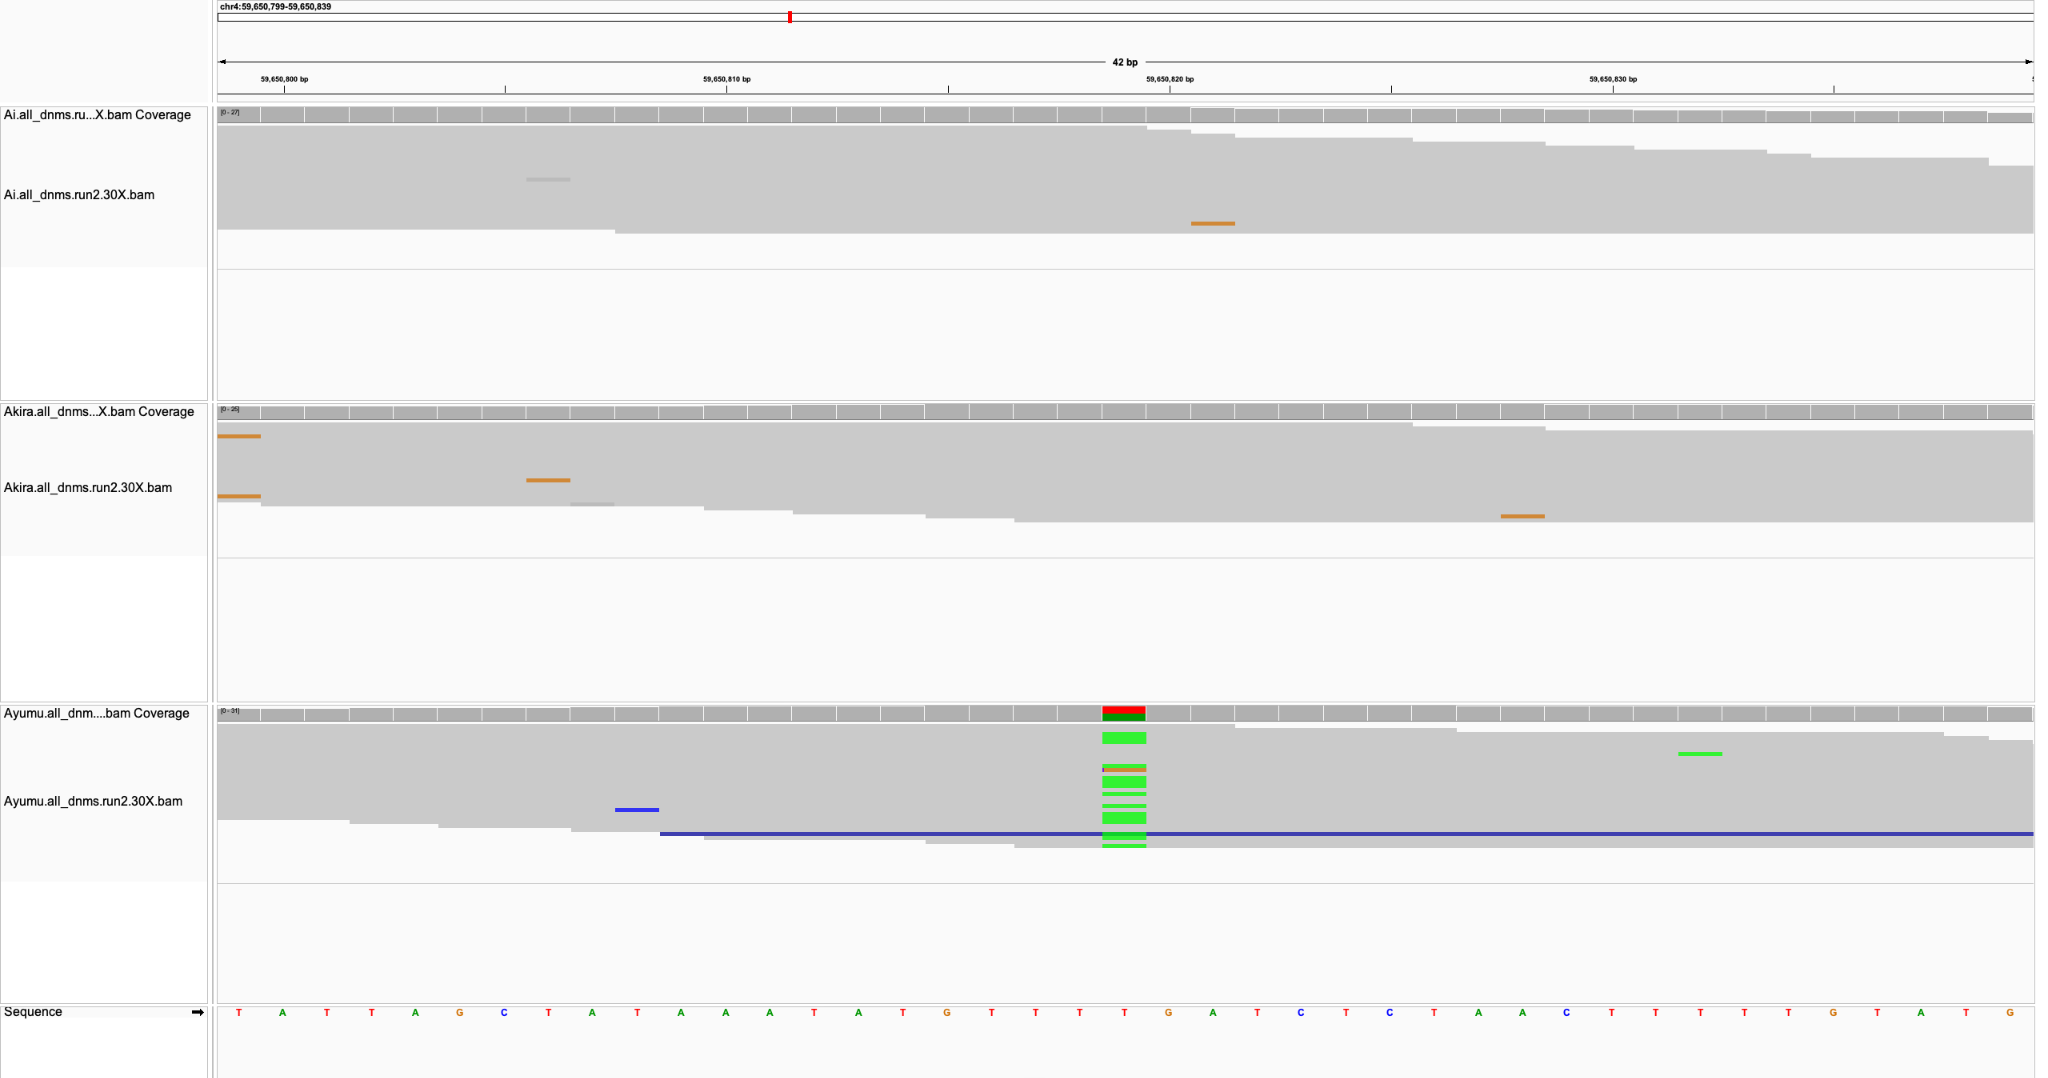 chr4:59,650,799-59,650,839
42 bp
59,650,800 bp 59,650,810 bp 59,650,820 bp 59,650,830 bp
Ai.all_dnms.ru...X.bam Coverage
[0 - 27]
Ai.all_dnms.run2.30X.bam
Akira.all_dnms...X.bam Coverage
[0 - 25]
Akira.all_dnms.run2.30X.bam
Ayumu.all_dnm....bam Coverage
[0 - 31]
Ayumu.all_dnms.run2.30X.bam
Sequence T A T T A G C T A T A A A T A T G T T T T G A T C T C T A A C T T T T T G T A T G